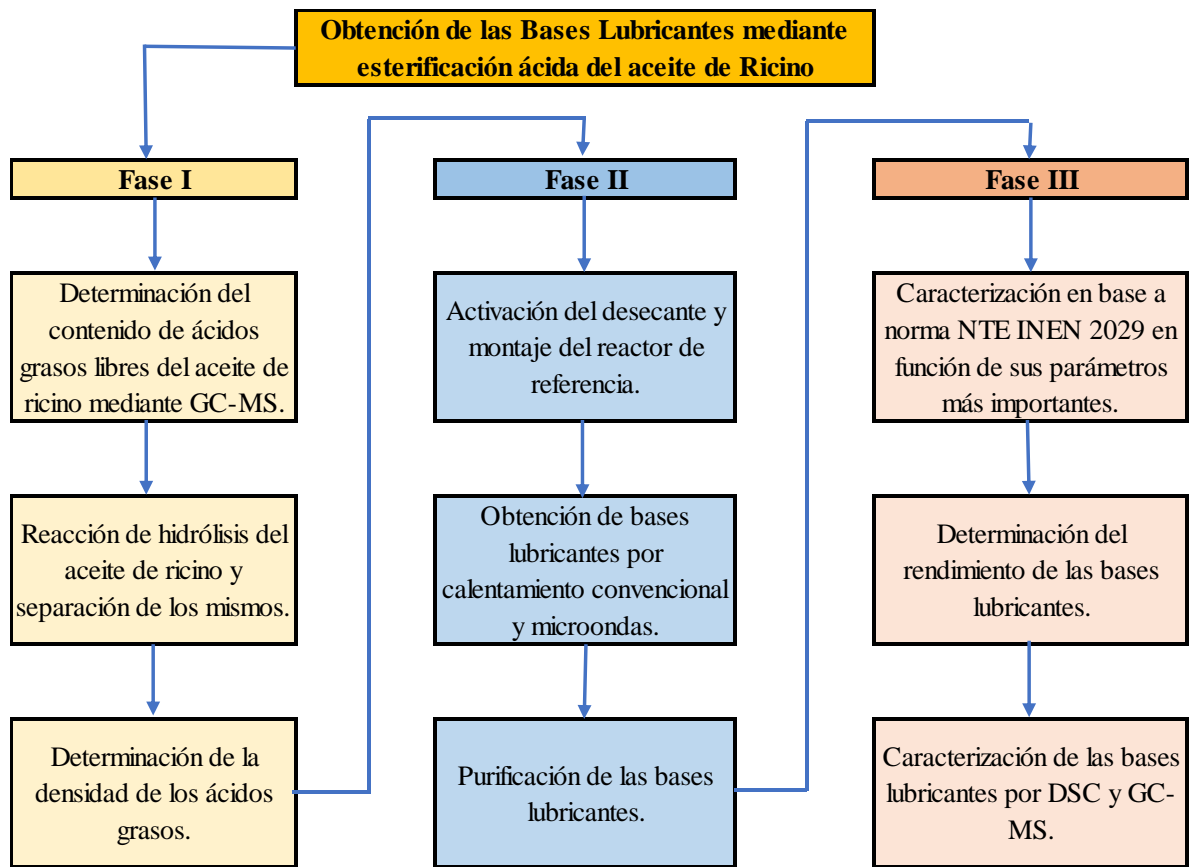 Obtención de las Bases Lubricantes mediante
esterificación ácida del aceite de Ricino
Fase I
Determinación del
contenido de ácidos
grasos libres del aceite de
ricino mediante GC-MS.
Reacción de hidrólisis del
aceite de ricino y
separación de los mismos.
Determinación de la
densidad de los ácidos
grasos.
Fase II
Activación del desecante y
montaje del reactor de
referencia.
Obtención de bases
lubricantes por
calentamiento convencional
y microondas.
Purificación de las bases
lubricantes.
Fase III
Caracterización en base a
norma NTE INEN 2029 en
función de sus parámetros
más importantes.
Determinación del
rendimiento de las bases
lubricantes.
Caracterización de las bases
lubricantes por DSC y GC-
MS.